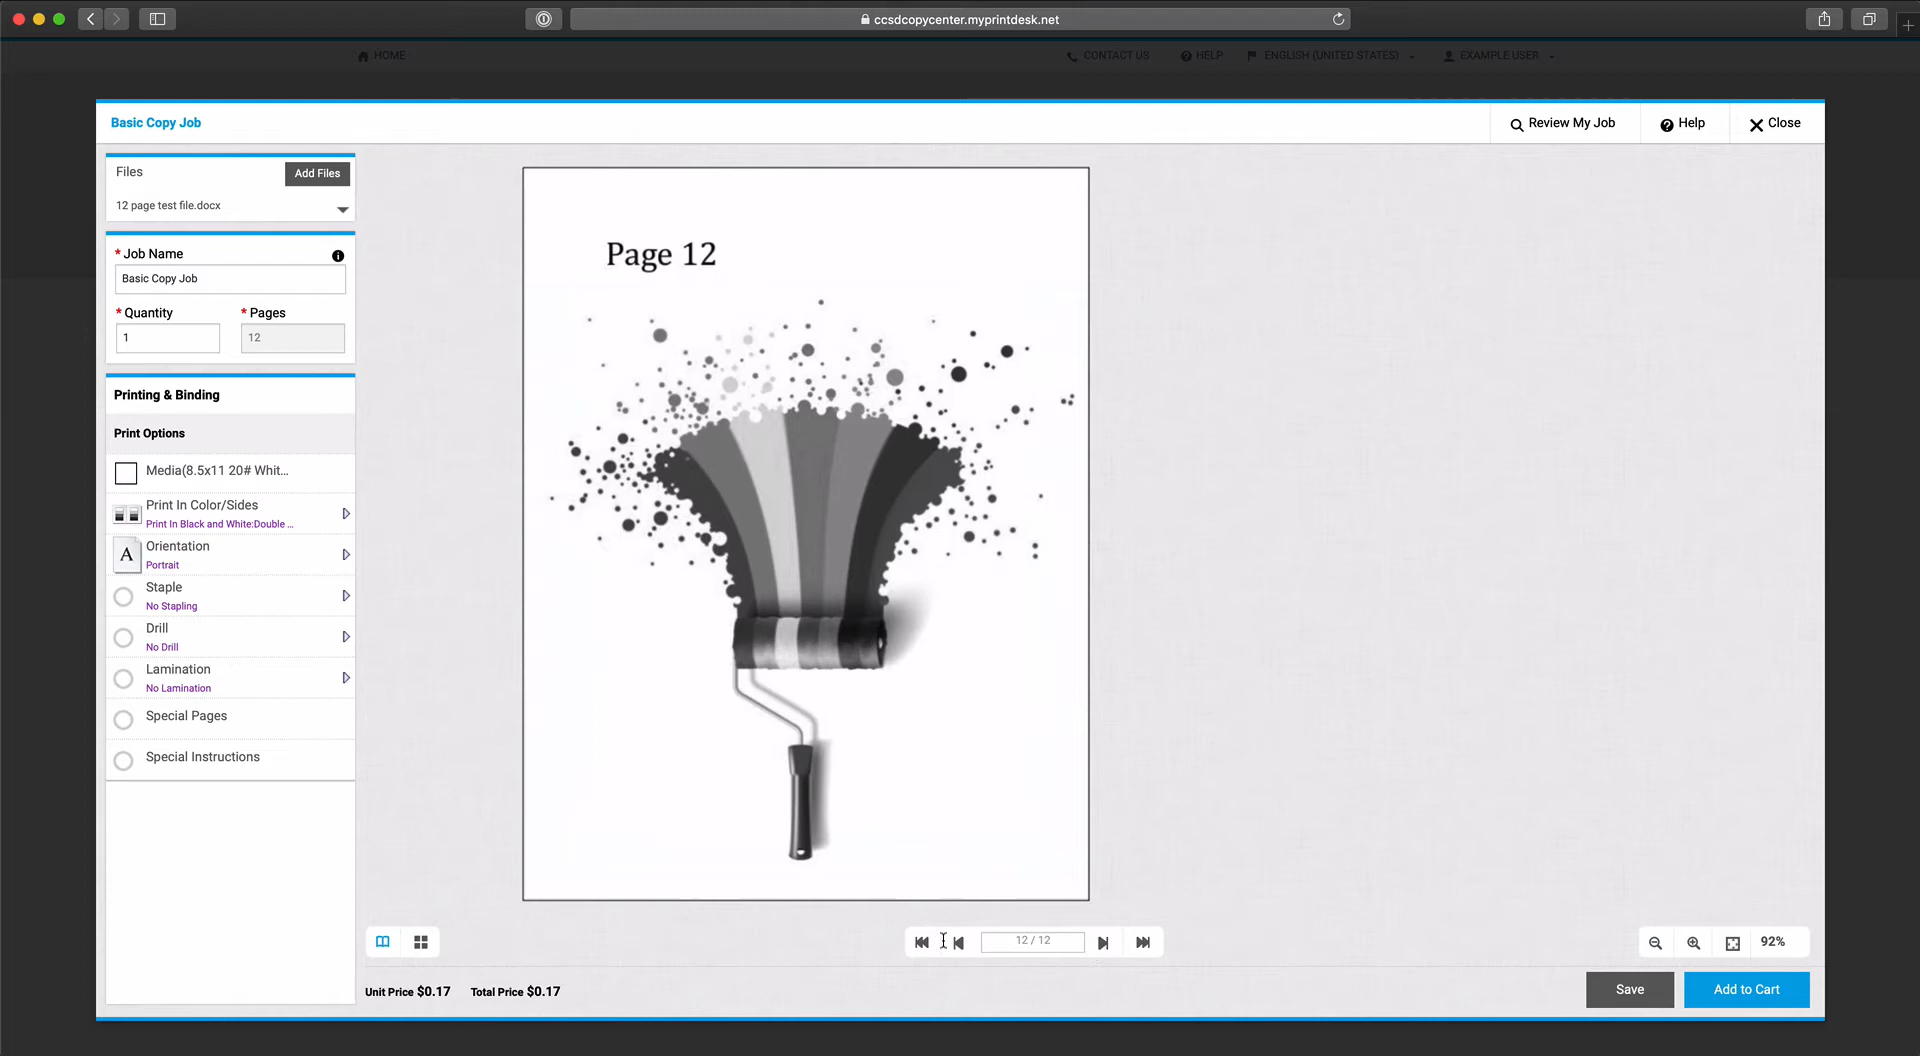 ccsdcopycenter.myprintdesk.net
HOME
CONTACT US
HELP
ENGLISH (UNITED STATES)
EXAMPLE USER
Basic Copy Job
Review My Job
Help
Close
Files
Add Files
12 page test file.docx
* Job Name
Basic Copy Job
* Quantity
* Pages
1
12
Printing & Binding
Print Options
Media(8.5x11 20# Whit...
Print In Color/Sides
Print In Black and White:Double ...
A
Orientation
Portrait
Staple
No Stapling
Drill
No Drill
Lamination
No Lamination
Special Pages
Special Instructions
Page 12
12 / 12
92%
Unit Price $0.17
Total Price $0.17
Save
Add to Cart